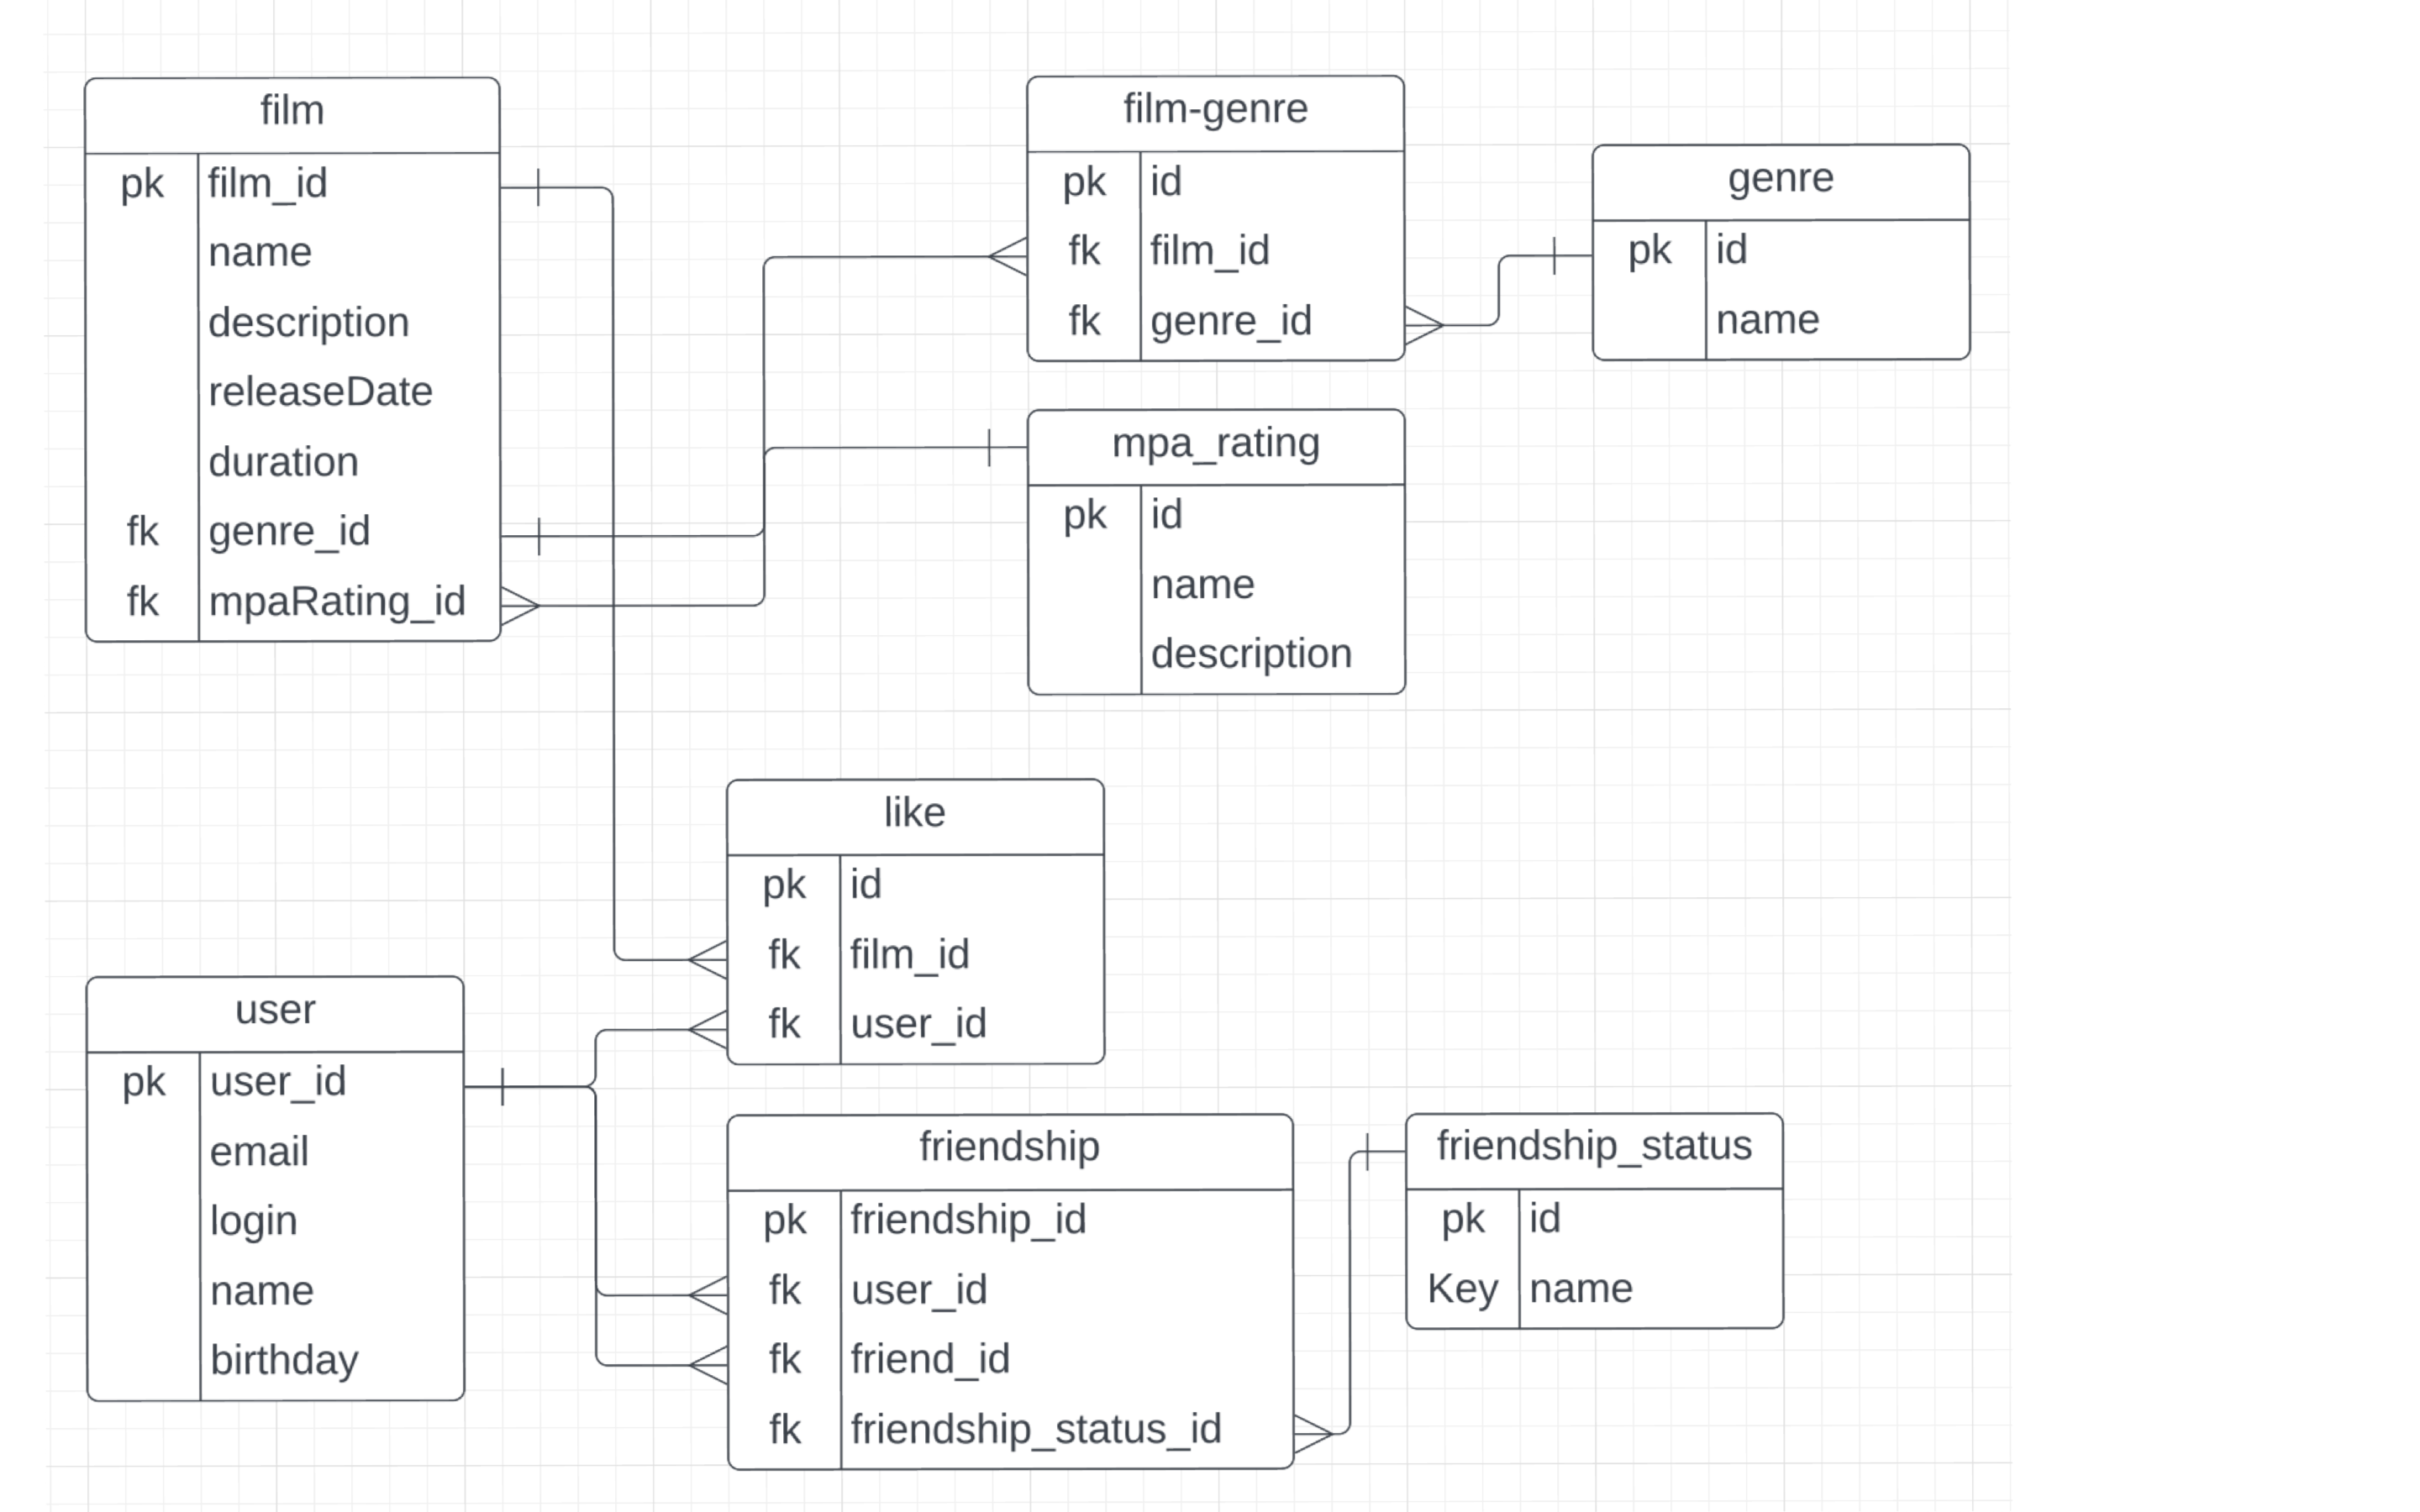 film
pk film_id
name
description
releaseDate
duration
fk genre_id
fk mpaRating_id
film-genre
pk id
fk film_id
fk genre_id
genre
pk id
name
mpa_rating
pk id
name
description
like
pk id
fk film_id
fk user_id
user
pk user_id
email
login
name
birthday
friendship
pk friendship_id
fk user_id
fk friend_id
fk friendship_status_id
friendship_status
pk id
Key name